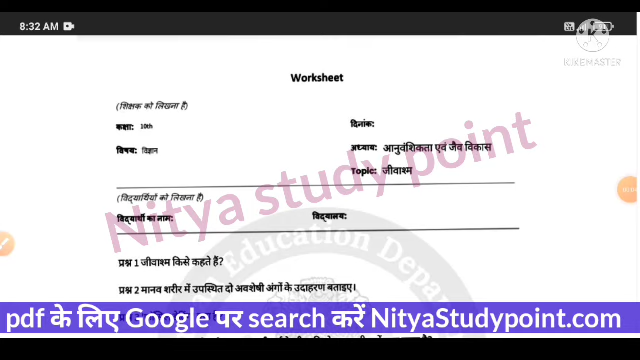 8:32 AM
KINEMASTER
Worksheet
(शिक्षक को लिखना है)
कक्षा: 10th
दिनांक:
विषय: विज्ञान
अध्याय: आनुवंशिकता एवं जैव विकास
Topic: जीवाश्म
Nitya study point
(विद्यार्थियों को लिखना है)
विद्यार्थी का नाम:
विद्यालय:
Education
प्रश्न 1 जीवाश्म किसे कहते हैं?
प्रश्न 2 मानव शरीर में उपस्थित दो अवशेषी अंगों के उदाहरण बताइए।
pdf के लिए Google पर search करें NityaStudypoint.com